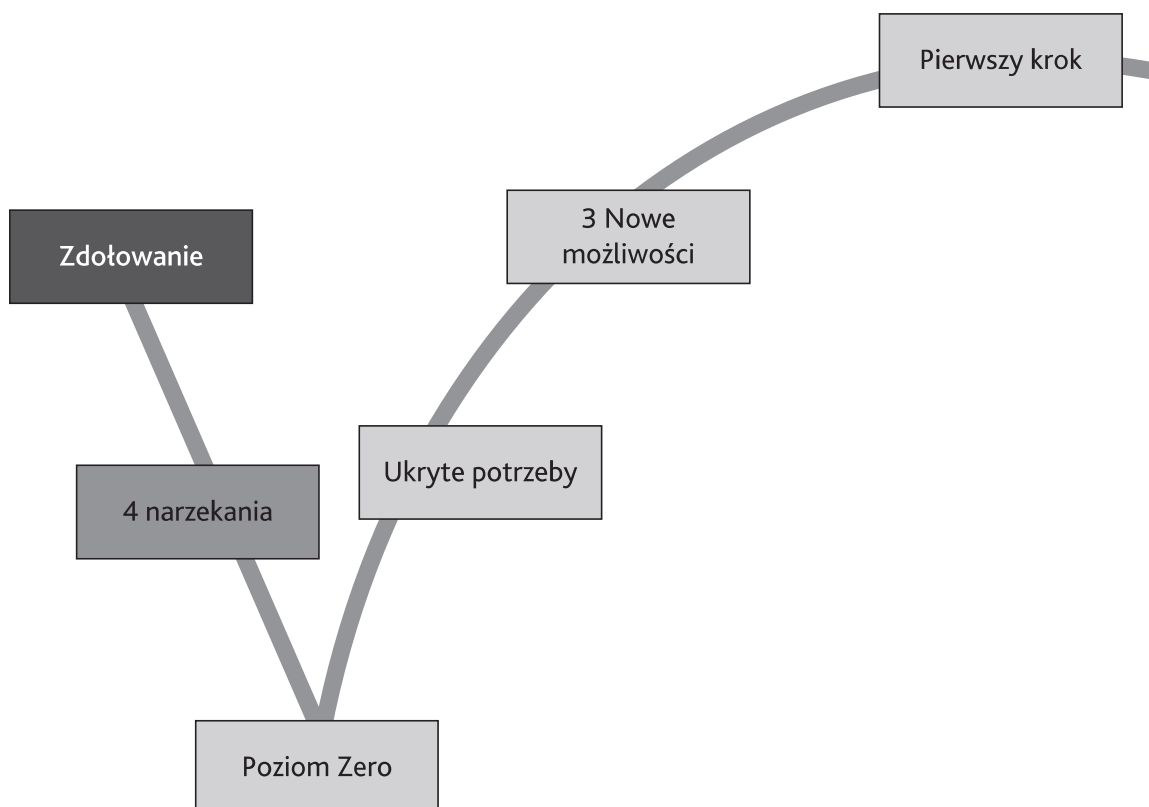 Pierwszy krok
3 Nowe
możliwości
Zdołowanie
Ukryte potrzeby
4 narzekania
Poziom Zero